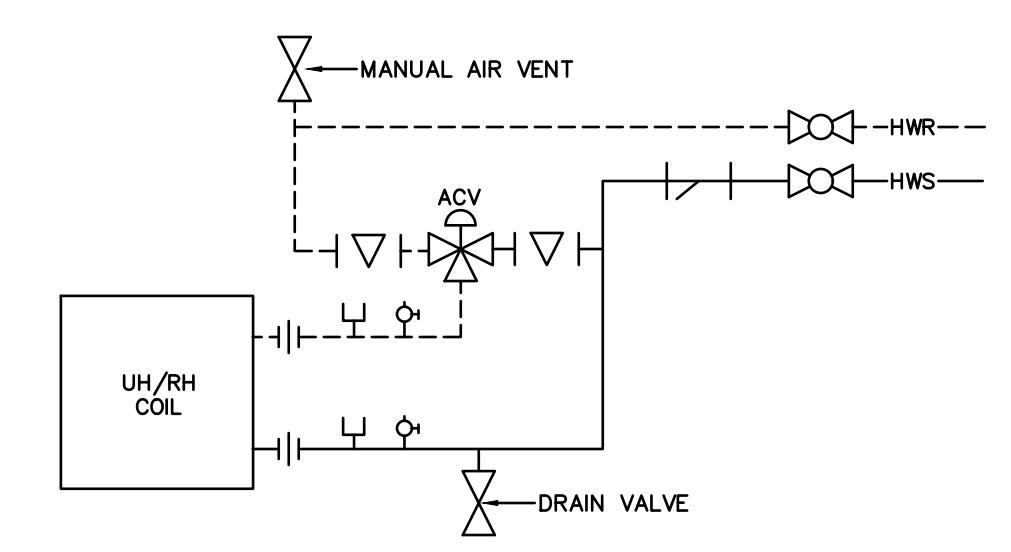 MANUAL AIR VENT
HWR
HWS
ACV
UH/RH
COIL
DRAIN VALVE